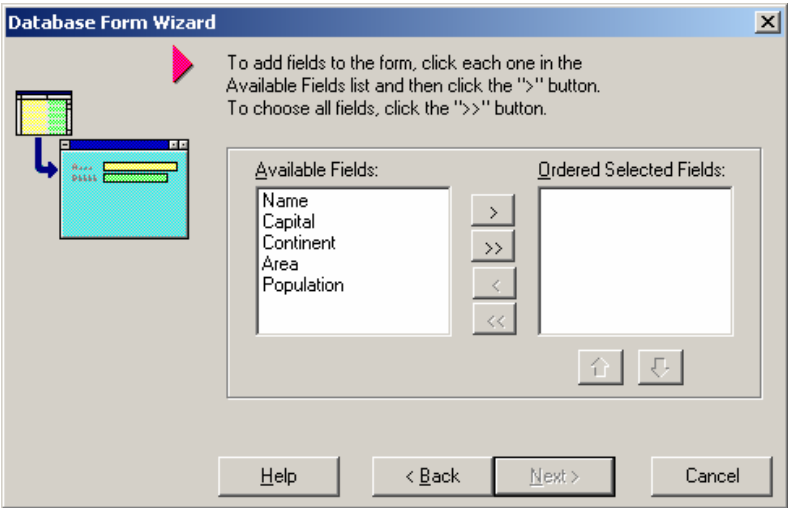 Database Form Wizard
To add fields to the form, click each one in the
Available Fields list and then click the ">" button.
To choose all fields, click the ">>" button.
Available Fields:
Ordered Selected Fields:
Name
Capital
Continent
Area
Population
>
>>
<
<<
Help
< Back
Next >
Cancel